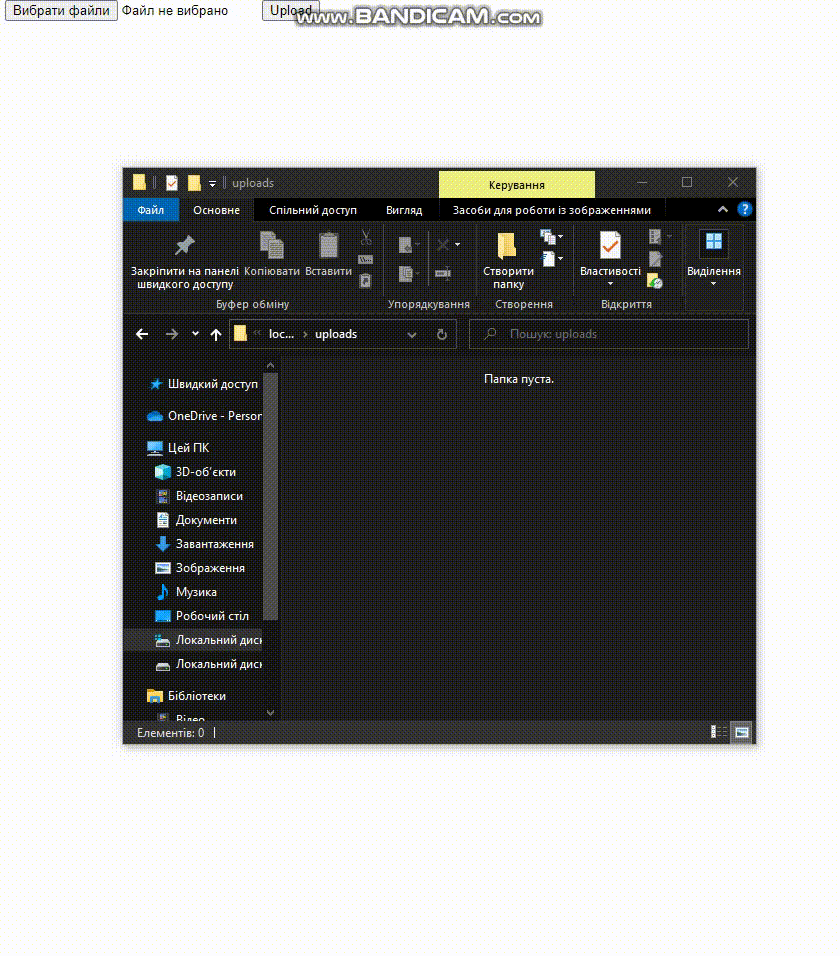 Вибрати файли Файл не вибрано Upload
www.BANDICAM.com
uploads
Керування
Файл Основне Спільний доступ Вигляд Засоби для роботи із зображеннями
Закріпити на панелі швидкого доступу
Копіювати
Вставити
Створити папку
Властивості
Виділення
Буфер обміну Упорядкування Створення Відкриття
loc... uploads Пошук: uploads
Папка пуста.
Швидкий доступ
OneDrive - Person
Цей ПК
3D-об'єкти
Відеозаписи
Документи
Завантаження
Зображення
Музика
Робочий стіл
Локальний диск
Локальний диск
Бібліотеки
Відео
Елементів: 0